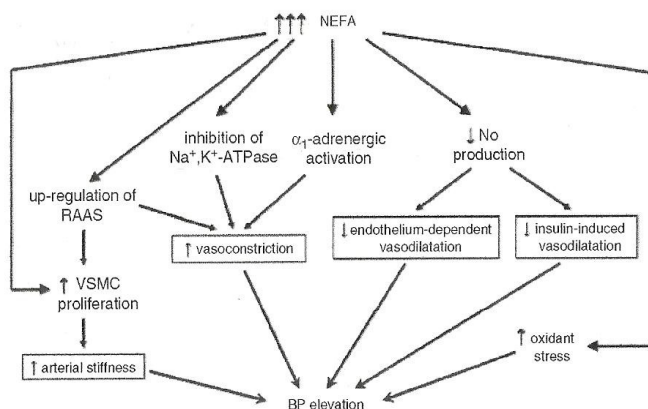 ↑↑↑ NEFA
inhibition of
Na⁺,K⁺-ATPase
α₁-adrenergic
activation
↓ No
production
up-regulation of
RAAS
↑ vasoconstriction
↓ endothelium-dependent
vasodilatation
↓ insulin-induced
vasodilatation
↑ VSMC
proliferation
↑ oxidant
stress
↑ arterial stiffness
BP elevation